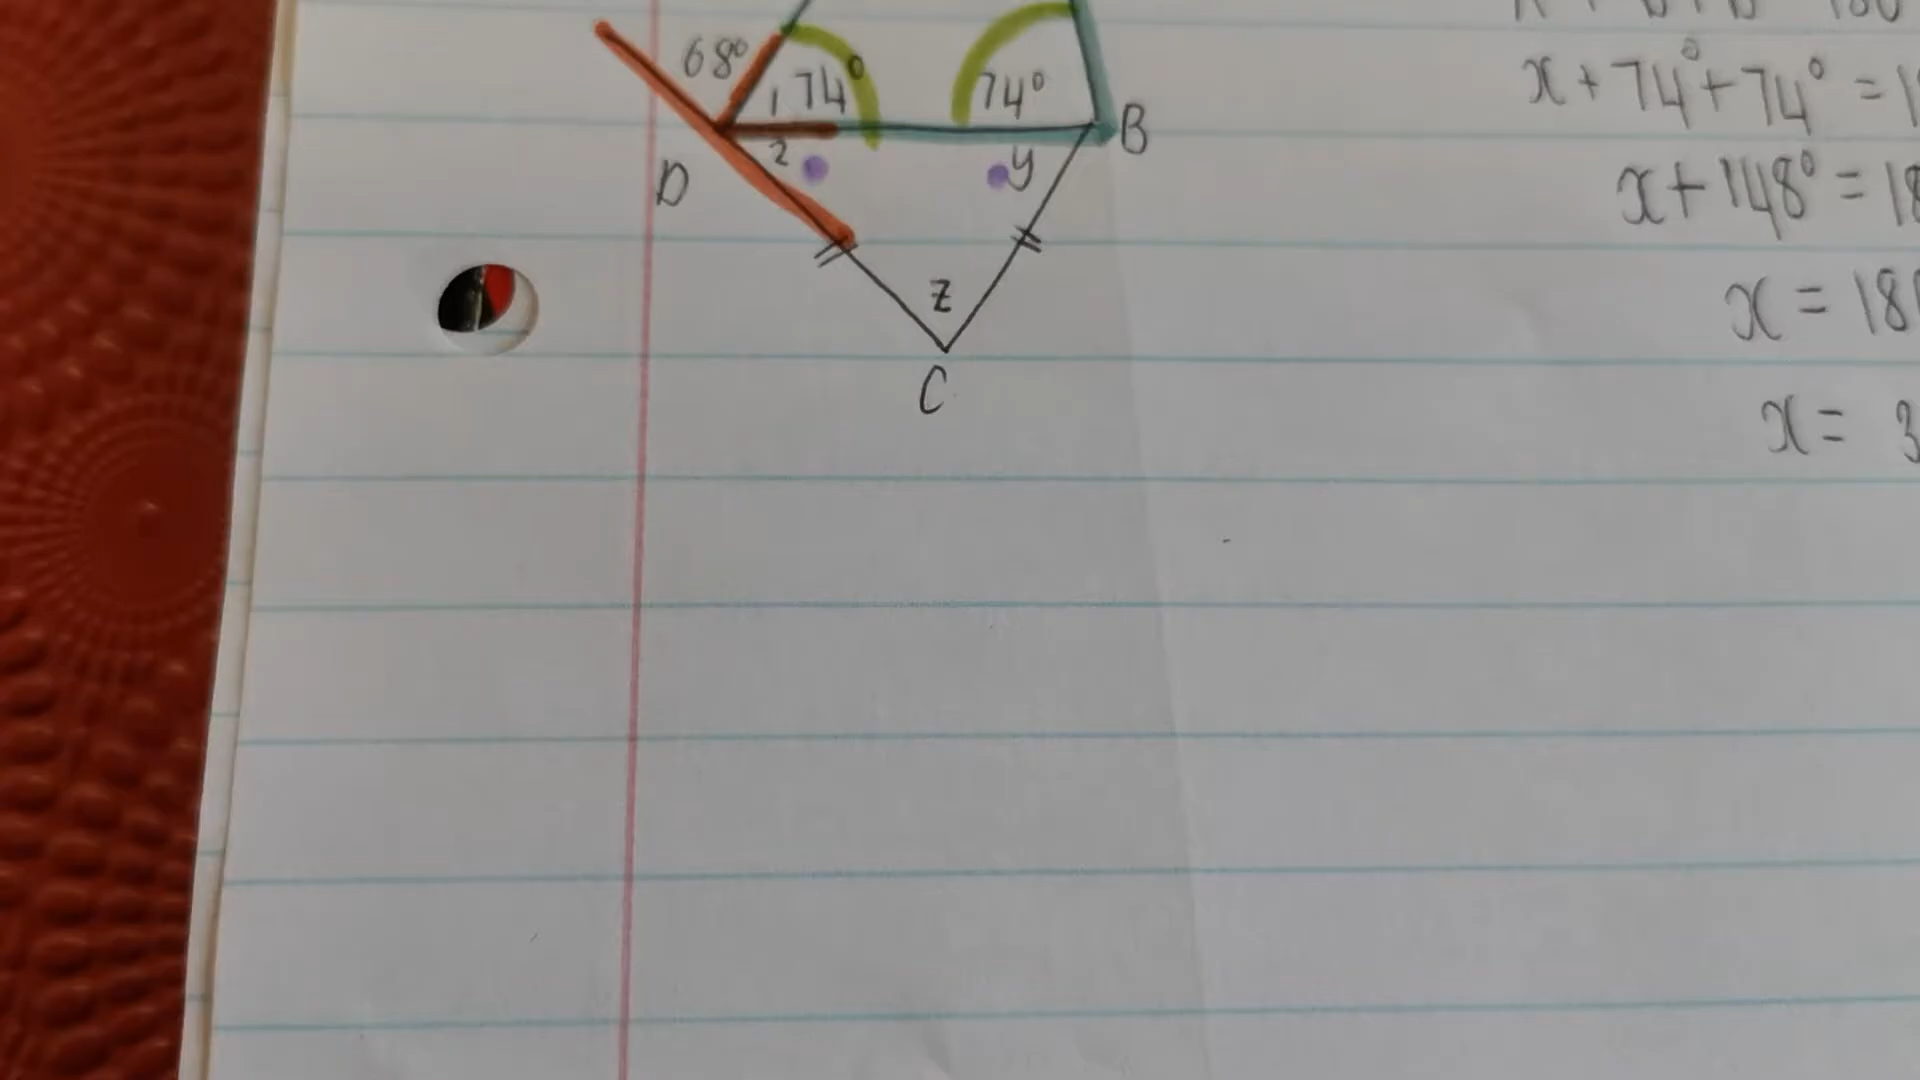 68°
1 74°
74°
B
2
y
D
z
C
x + 74° + 74° = 1
x + 148° = 18
x = 18
x = 3